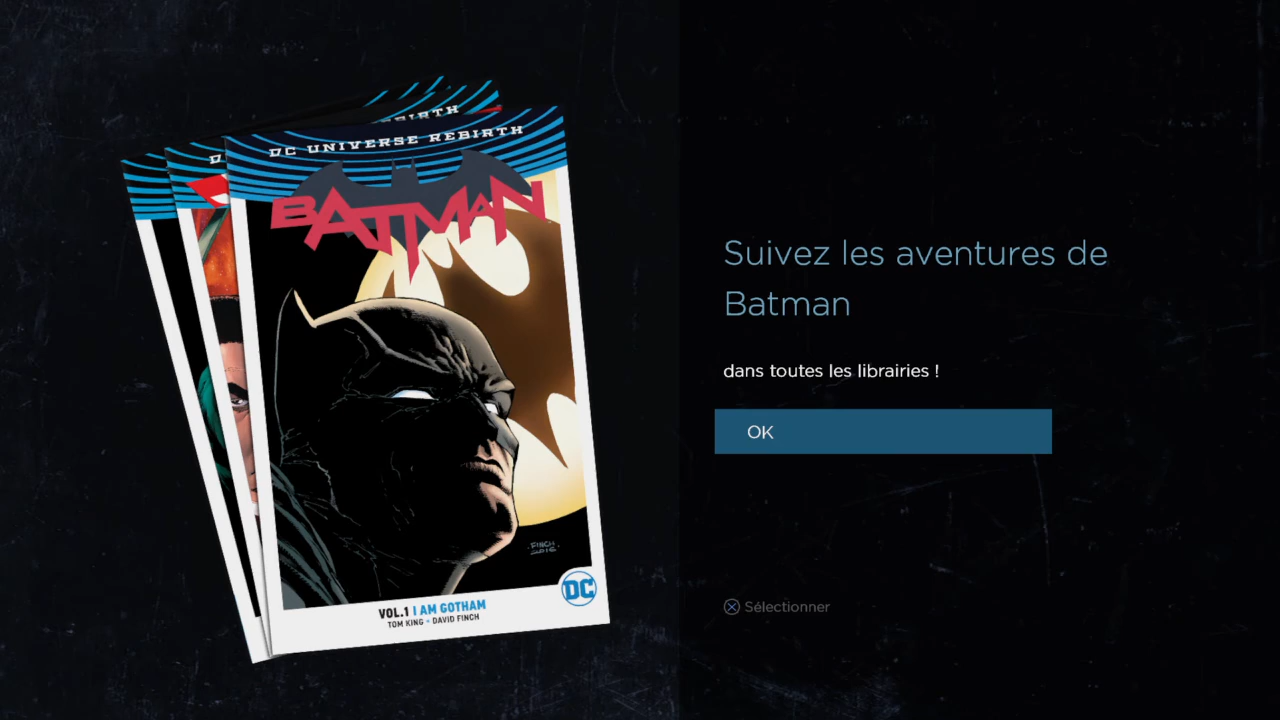 DC UNIVERSE REBIRTH
BATMAN
FINCH
2016
DC
VOL.1 I AM GOTHAM
TOM KING • DAVID FINCH
Suivez les aventures de
Batman
dans toutes les librairies !
OK
Sélectionner